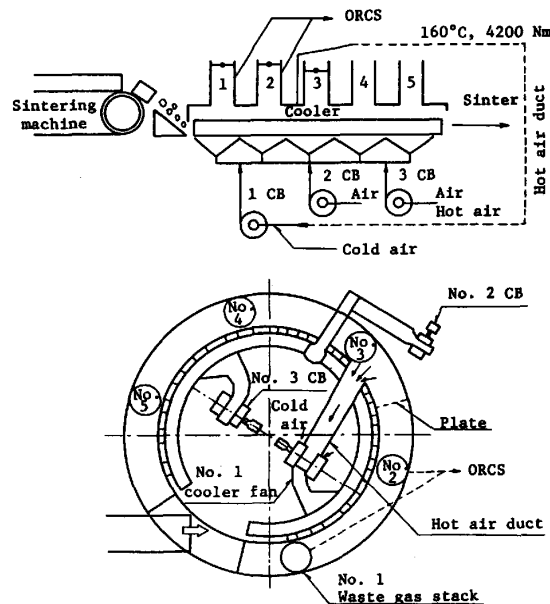 ORCS
160°C, 4200 Nm
1
2
3
4
5
Cooler
Sintering
machine
Sinter
Hot air duct
1 CB
2 CB
3 CB
Air
Air
Hot air
Cold air
No. 2 CB
No. 4
No. 3
No. 5
No. 3 CB
Cold
air
Plate
No. 2
ORCS
No. 1
cooler fan
Hot air duct
No. 1
Waste gas stack